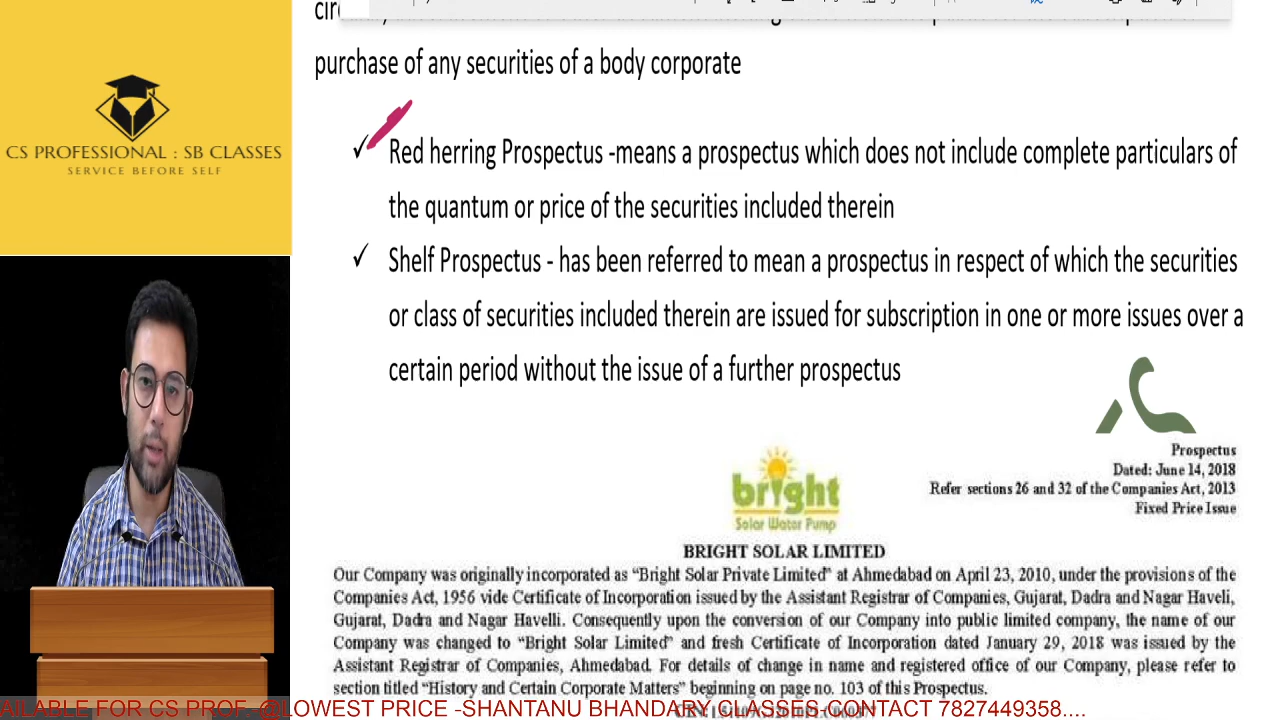 purchase of any securities of a body corporate
CS PROFESSIONAL : SB CLASSES
SERVICE BEFORE SELF
Red herring Prospectus -means a prospectus which does not include complete particulars of
the quantum or price of the securities included therein
Shelf Prospectus - has been referred to mean a prospectus in respect of which the securities
or class of securities included therein are issued for subscription in one or more issues over a
certain period without the issue of a further prospectus
Prospectus
Dated: June 14, 2018
Refer sections 26 and 32 of the Companies Act, 2013
Fixed Price Issue
bright
Solar Water Pump
BRIGHT SOLAR LIMITED
Our Company was originally incorporated as “Bright Solar Private Limited” at Ahmedabad on April 23, 2010, under the provisions of the
Companies Act, 1956 vide Certificate of Incorporation issued by the Assistant Registrar of Companies, Gujarat, Dadra and Nagar Haveli,
Gujarat, Dadra and Nagar Havelli. Consequently upon the conversion of our Company into public limited company, the name of our
Company was changed to “Bright Solar Limited” and fresh Certificate of Incorporation dated January 29, 2018 was issued by the
Assistant Registrar of Companies, Ahmedabad. For details of change in name and registered office of our Company, please refer to
section titled “History and Certain Corporate Matters” beginning on page no. 103 of this Prospectus.
AILABLE FOR CS PROF.-@LOWEST PRICE -SHANTANU BHANDARY CLASSES-CONTACT 7827449358....